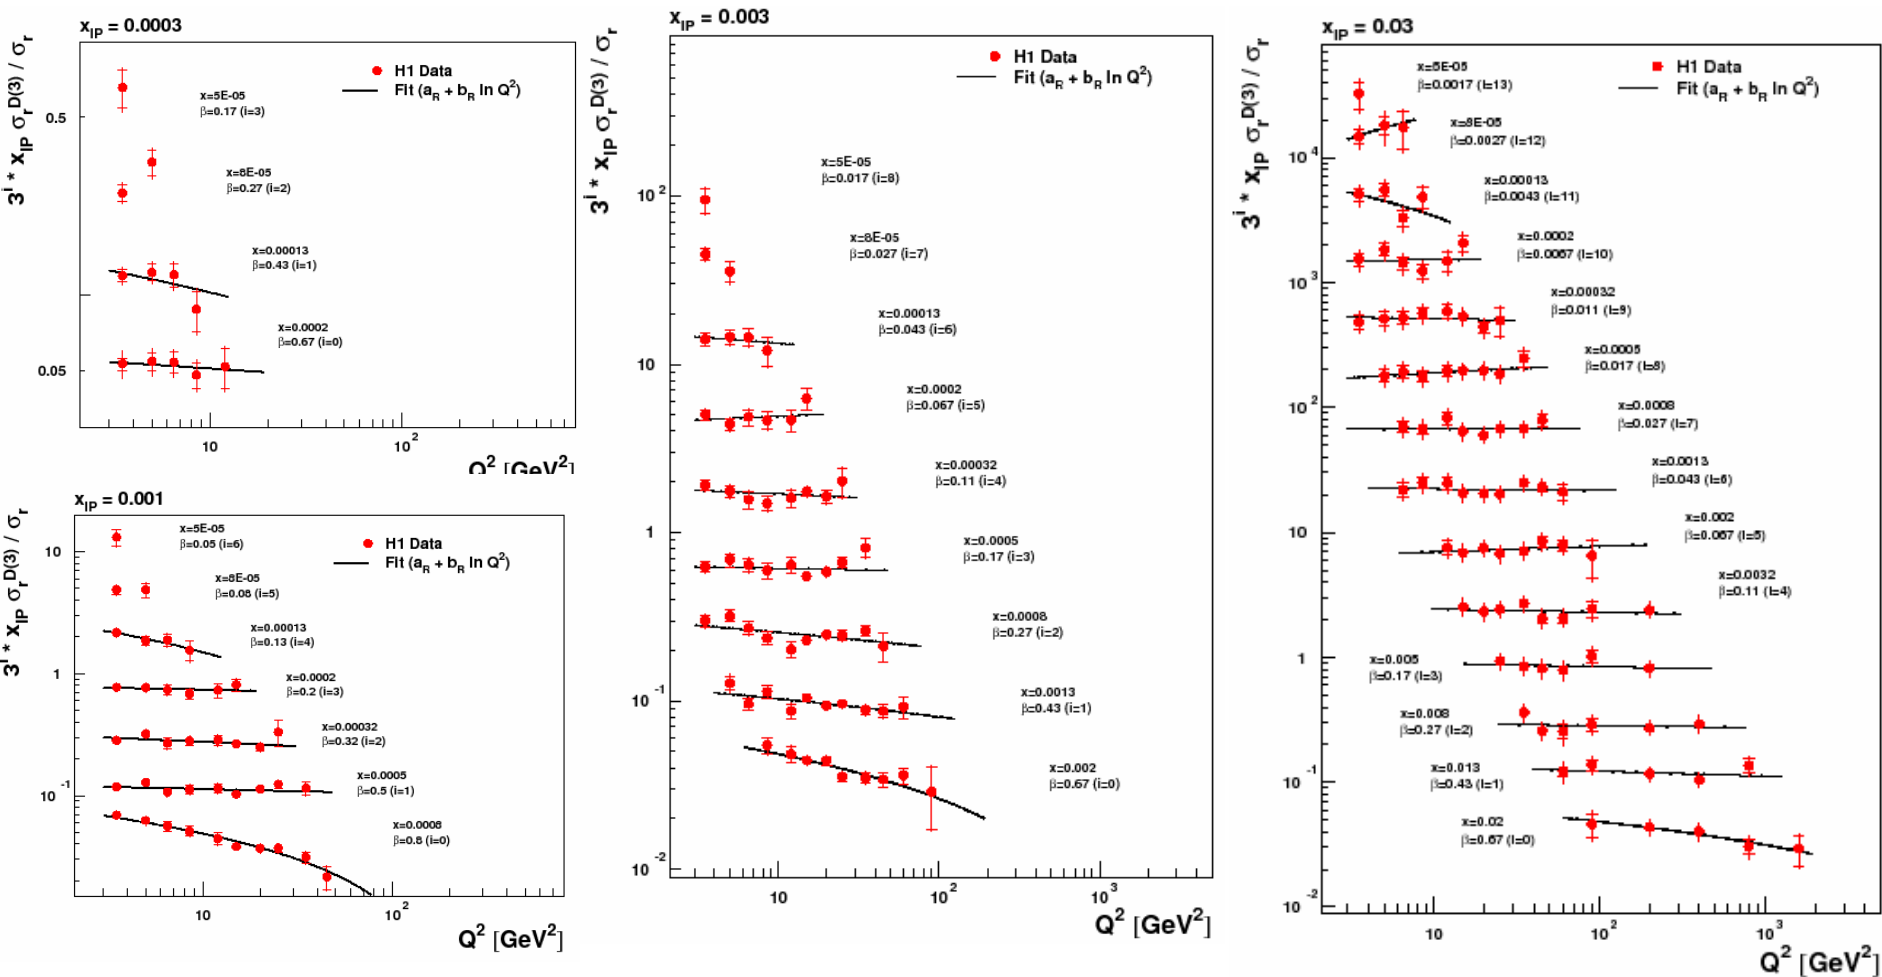 x_IP = 0.0003
3^i * x_IP σ_r^D(3) / σ_r
H1 Data
Fit (a_R + b_R ln Q²)
x=5E-05
β=0.17 (i=3)
x=8E-05
β=0.27 (i=2)
x=0.00013
β=0.43 (i=1)
x=0.0002
β=0.67 (i=0)
0.5
0.05
10
10²
Q² [GeV²]
x_IP = 0.001
3^i * x_IP σ_r^D(3) / σ_r
H1 Data
Fit (a_R + b_R ln Q²)
x=5E-05
β=0.05 (i=6)
x=8E-05
β=0.08 (i=5)
x=0.00013
β=0.13 (i=4)
x=0.0002
β=0.2 (i=3)
x=0.00032
β=0.32 (i=2)
x=0.0005
β=0.5 (i=1)
x=0.0008
β=0.8 (i=0)
10
1
10⁻¹
10
10²
Q² [GeV²]
x_IP = 0.003
3^i * x_IP σ_r^D(3) / σ_r
H1 Data
Fit (a_R + b_R ln Q²)
x=5E-05
β=0.017 (i=8)
x=8E-05
β=0.027 (i=7)
x=0.00013
β=0.043 (i=6)
x=0.0002
β=0.067 (i=5)
x=0.00032
β=0.11 (i=4)
x=0.0005
β=0.17 (i=3)
x=0.0008
β=0.27 (i=2)
x=0.0013
β=0.43 (i=1)
x=0.002
β=0.67 (i=0)
10²
10
1
10⁻¹
10⁻²
10
10²
10³
Q² [GeV²]
x_IP = 0.03
3^i * x_IP σ_r^D(3) / σ_r
H1 Data
Fit (a_R + b_R ln Q²)
x=5E-05
β=0.0017 (i=13)
x=8E-05
β=0.0027 (i=12)
x=0.00013
β=0.0043 (i=11)
x=0.0002
β=0.0067 (i=10)
x=0.00032
β=0.011 (i=9)
x=0.0005
β=0.017 (i=8)
x=0.0008
β=0.027 (i=7)
x=0.0013
β=0.043 (i=6)
x=0.002
β=0.067 (i=5)
x=0.0032
β=0.11 (i=4)
x=0.005
β=0.17 (i=3)
x=0.008
β=0.27 (i=2)
x=0.013
β=0.43 (i=1)
x=0.02
β=0.67 (i=0)
10⁴
10³
10²
10
1
10⁻¹
10⁻²
10
10²
10³
Q² [GeV²]